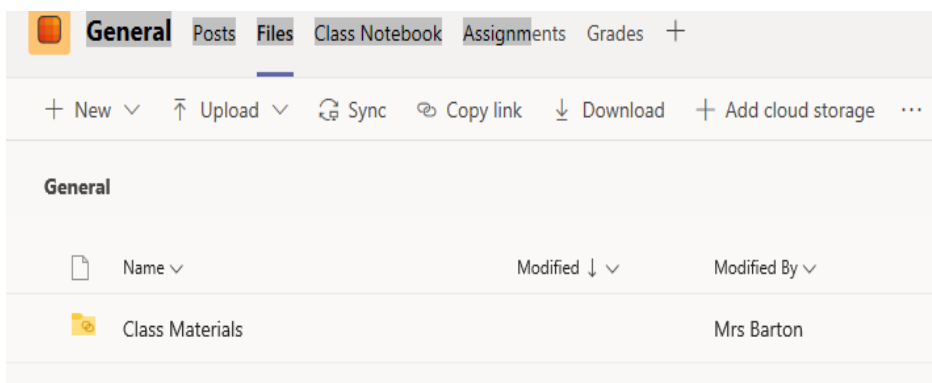 General Posts Files Class Notebook Assignments Grades +
+ New Upload Sync Copy link Download + Add cloud storage ...
General
Name Modified ↓ Modified By
Class Materials Mrs Barton